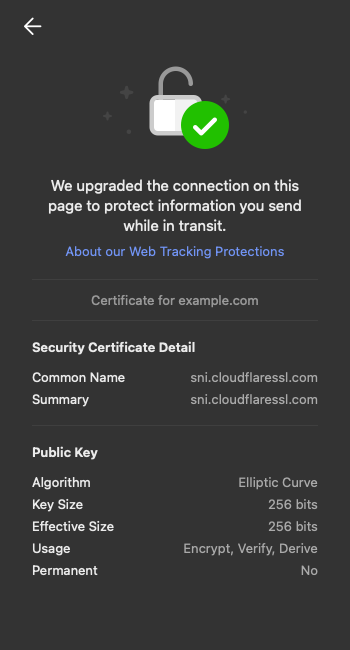 We upgraded the connection on this
page to protect information you send
while in transit.
About our Web Tracking Protections
Certificate for example.com
Security Certificate Detail
Common Name sni.cloudflaressl.com
Summary sni.cloudflaressl.com
Public Key
Algorithm Elliptic Curve
Key Size 256 bits
Effective Size 256 bits
Usage Encrypt, Verify, Derive
Permanent No